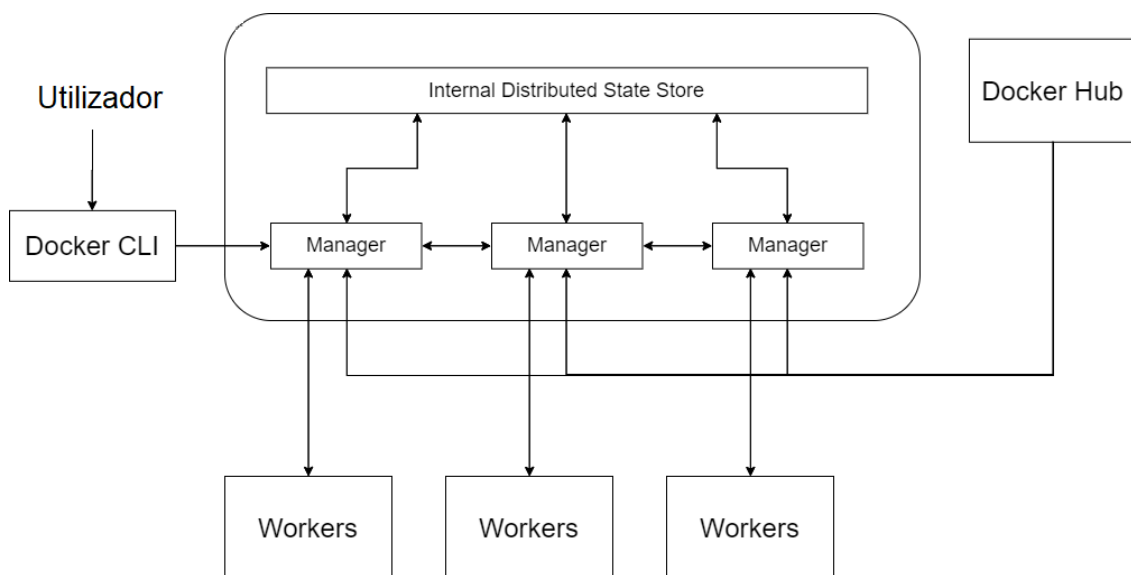 Internal Distributed State Store
Docker Hub
Utilizador
Docker CLI
Manager
Manager
Manager
Workers
Workers
Workers